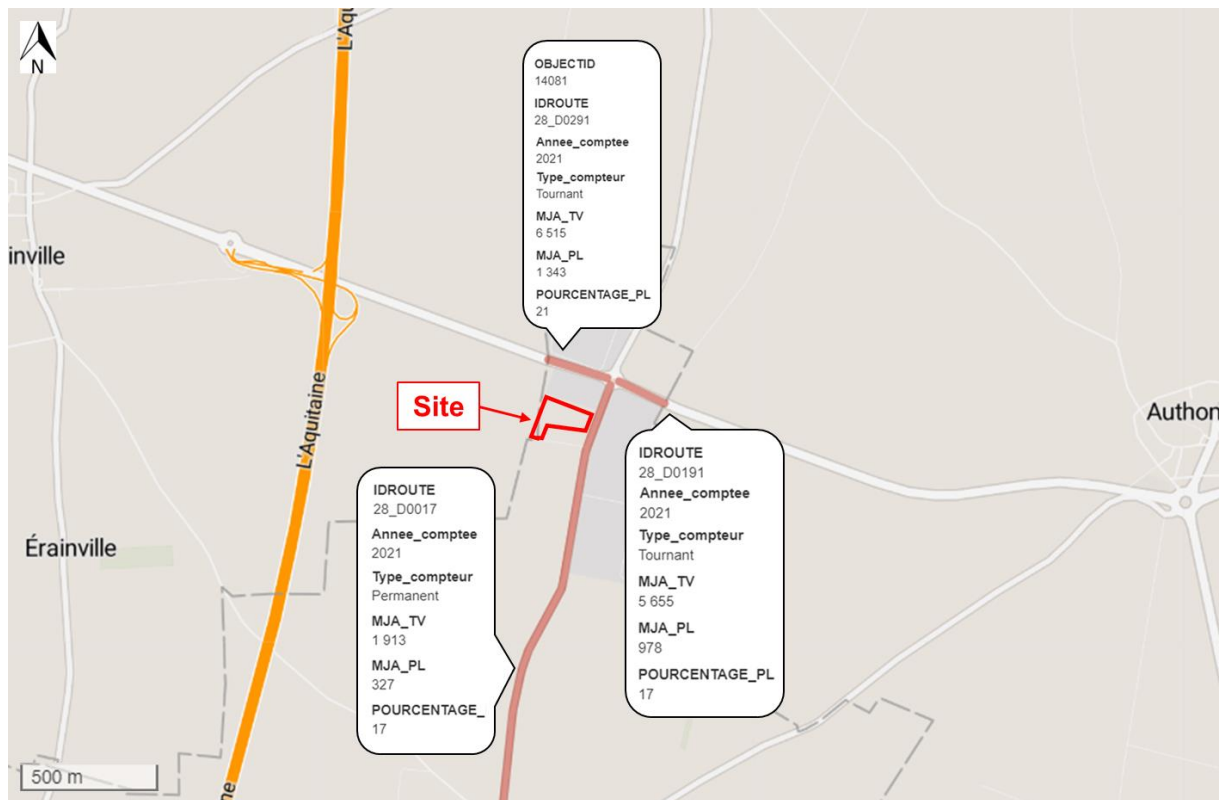 N
L'Aqu
OBJECTID
14081
IDROUTE
28_D0291
Annee_comptee
2021
Type_compteur
Tournant
MJA_TV
6 515
MJA_PL
1 343
POURCENTAGE_PL
21
inville
L'Aquitaine
Site
Authon
IDROUTE
28_D0017
Annee_comptee
2021
Type_compteur
Permanent
MJA_TV
1 913
MJA_PL
327
POURCENTAGE_
17
IDROUTE
28_D0191
Annee_comptee
2021
Type_compteur
Tournant
MJA_TV
5 655
MJA_PL
978
POURCENTAGE_PL
17
Érainville
500 m
ne